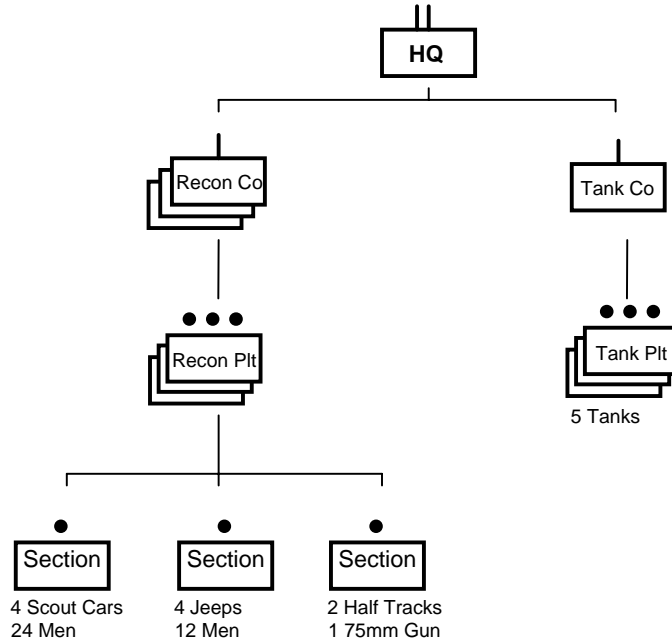 HQ
Recon Co
Tank Co
Recon Plt
Tank Plt
5 Tanks
Section
Section
Section
4 Scout Cars
24 Men
4 Jeeps
12 Men
2 Half Tracks
1 75mm Gun